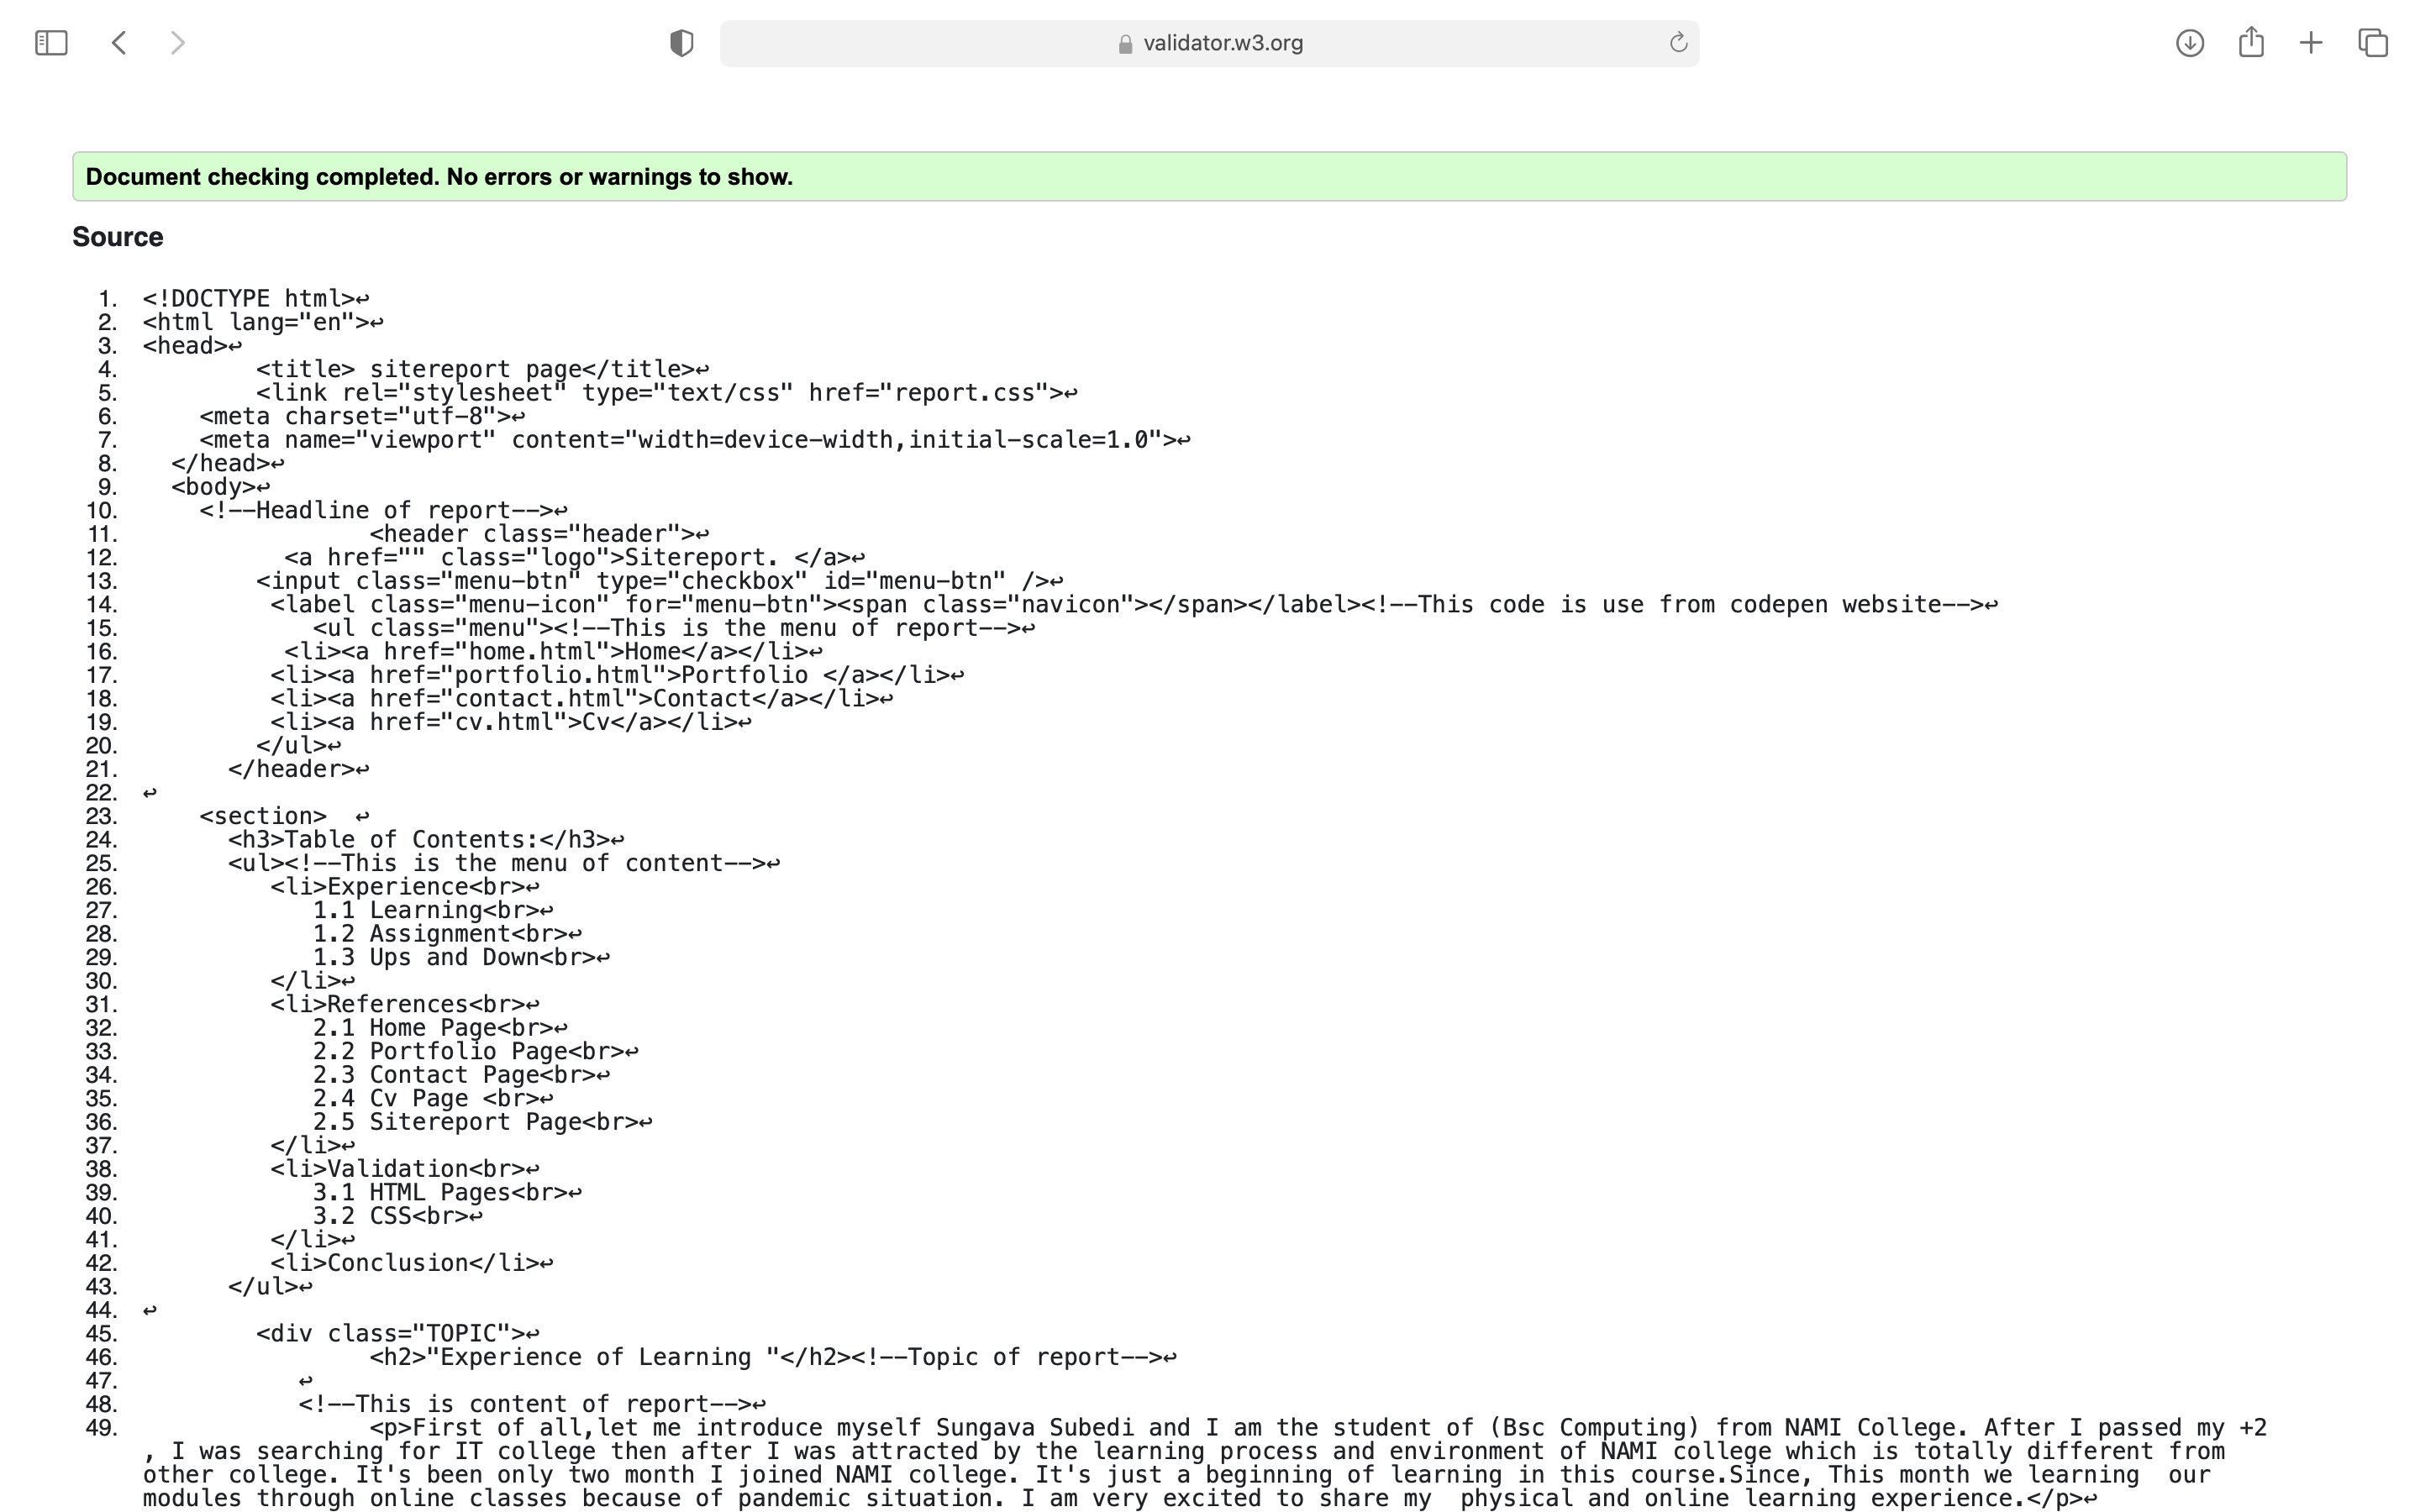 validator.w3.org
Document checking completed. No errors or warnings to show.
Source
1. <!DOCTYPE html>↩
2. <html lang="en">↩
3. <head>↩
4. <title> sitereport page</title>↩
5. <link rel="stylesheet" type="text/css" href="report.css">↩
6. <meta charset="utf-8">↩
7. <meta name="viewport" content="width=device-width,initial-scale=1.0">↩
8. </head>↩
9. <body>↩
10. <!--Headline of report-->↩
11. <header class="header">↩
12. <a href="" class="logo">Sitereport. </a>↩
13. <input class="menu-btn" type="checkbox" id="menu-btn" />↩
14. <label class="menu-icon" for="menu-btn"><span class="navicon"></span></label><!--This code is use from codepen website-->↩
15. <ul class="menu"><!--This is the menu of report-->↩
16. <li><a href="home.html">Home</a></li>↩
17. <li><a href="portfolio.html">Portfolio </a></li>↩
18. <li><a href="contact.html">Contact</a></li>↩
19. <li><a href="cv.html">Cv</a></li>↩
20. </ul>↩
21. </header>↩
22. ↩
23. <section>  ↩
24. <h3>Table of Contents:</h3>↩
25. <ul><!--This is the menu of content-->↩
26. <li>Experience<br>↩
27. 1.1 Learning<br>↩
28. 1.2 Assignment<br>↩
29. 1.3 Ups and Down<br>↩
30. </li>↩
31. <li>References<br>↩
32. 2.1 Home Page<br>↩
33. 2.2 Portfolio Page<br>↩
34. 2.3 Contact Page<br>↩
35. 2.4 Cv Page <br>↩
36. 2.5 Sitereport Page<br>↩
37. </li>↩
38. <li>Validation<br>↩
39. 3.1 HTML Pages<br>↩
40. 3.2 CSS<br>↩
41. </li>↩
42. <li>Conclusion</li>↩
43. </ul>↩
44. ↩
45. <div class="TOPIC">↩
46. <h2>"Experience of Learning "</h2><!--Topic of report-->↩
47. ↩
48. <!--This is content of report-->↩
49. <p>First of all,let me introduce myself Sungava Subedi and I am the student of (Bsc Computing) from NAMI College. After I passed my +2
, I was searching for IT college then after I was attracted by the learning process and environment of NAMI college which is totally different from
other college. It's been only two month I joined NAMI college. It's just a beginning of learning in this course.Since, This month we learning  our
modules through online classes because of pandemic situation. I am very excited to share my  physical and online learning experience.</p>↩